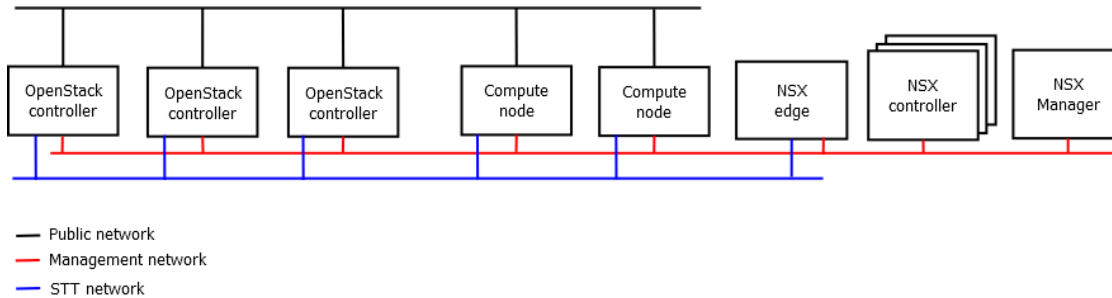 OpenStack
controller
OpenStack
controller
OpenStack
controller
Compute
node
Compute
node
NSX
edge
NSX
controller
NSX
Manager
Public network
Management network
STT network